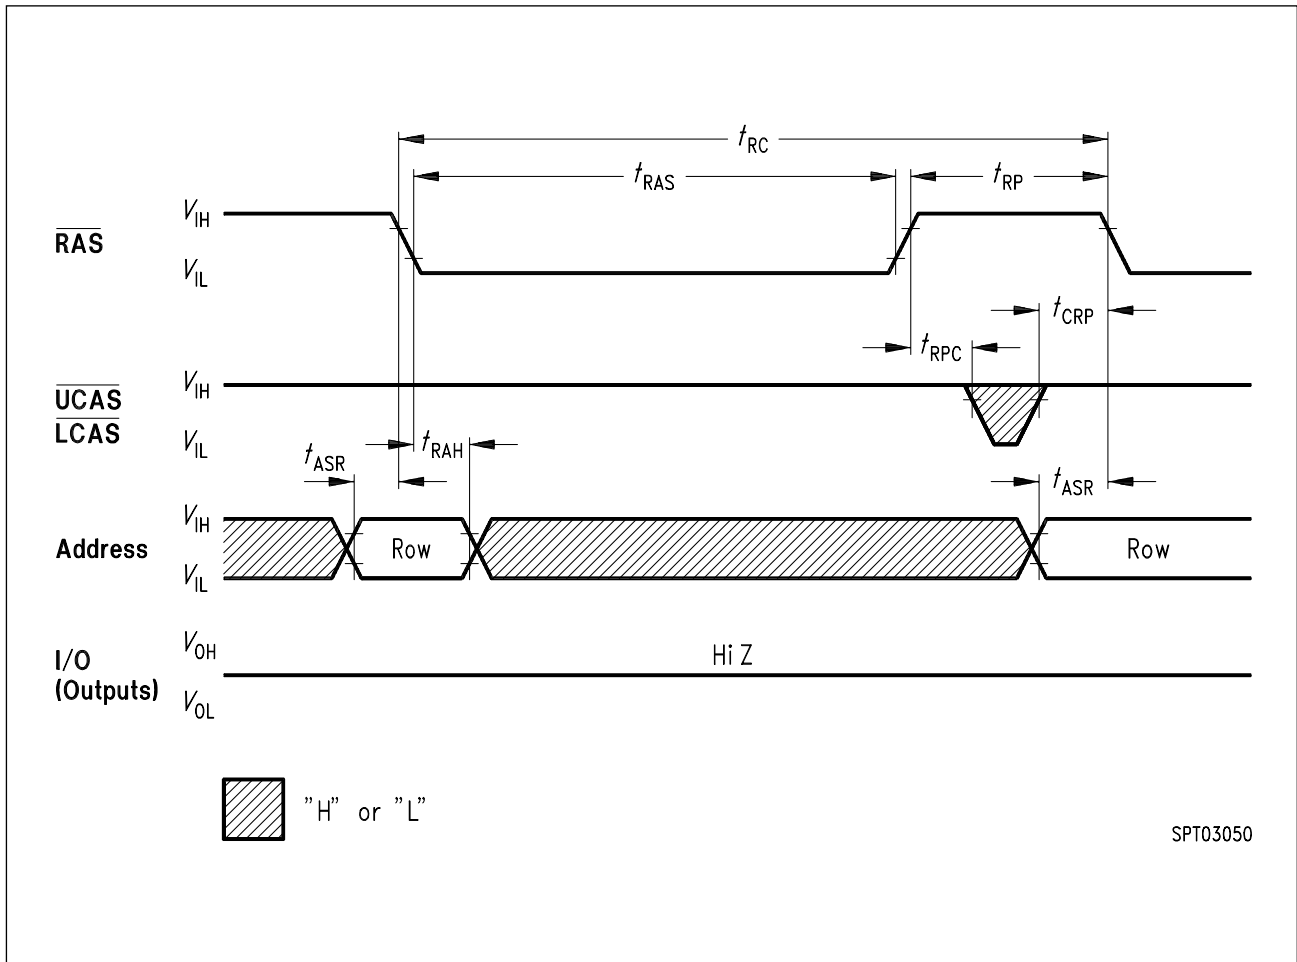 tRC
tRAS
tRP
RAS
VIH
VIL
tCRP
tRPC
UCAS
LCAS
VIH
VIL
tASR
tRAH
tASR
Address
VIH
VIL
Row
Row
I/O
(Outputs)
VOH
VOL
Hi Z
"H" or "L"
SPT03050